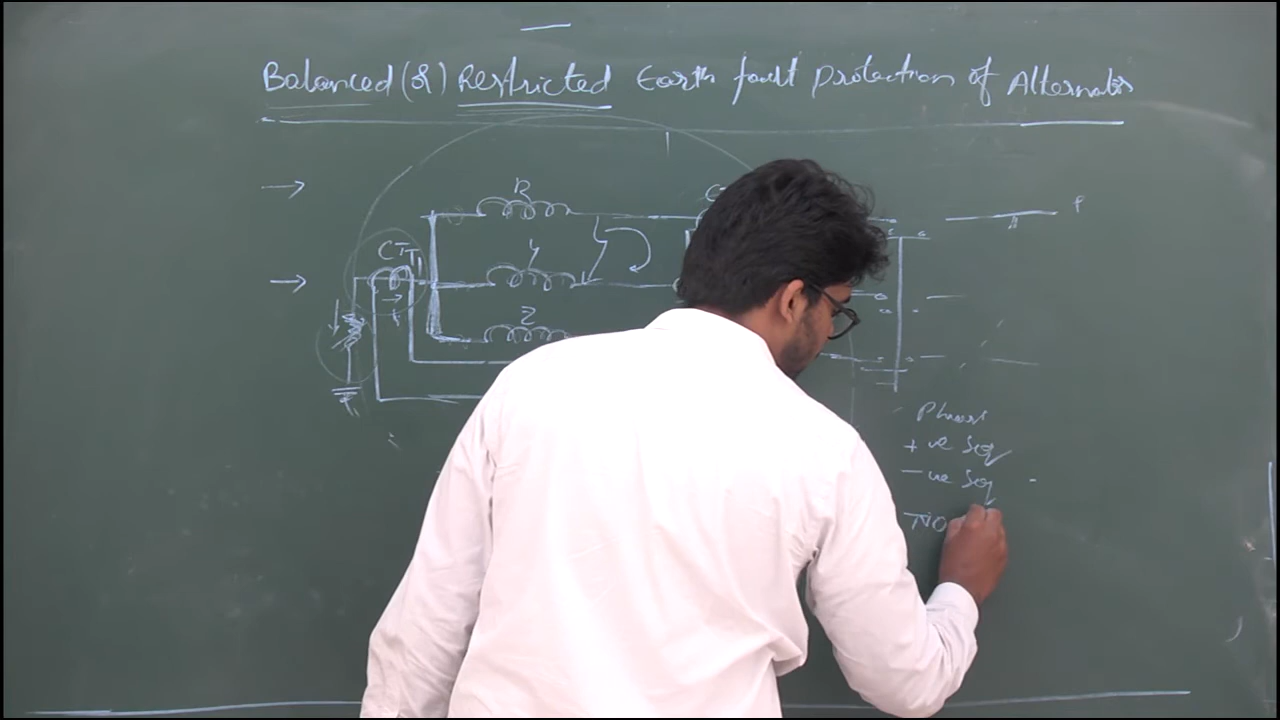 Balanced (or) Restricted Earth fault protection of Alternator
R
F
CT
Y
Z
Phase
+ ve Seq
- ve Seq
NO